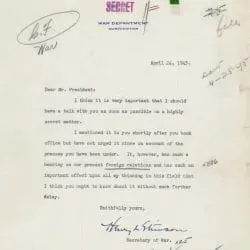 SECRET
WAR DEPARTMENT
WASHINGTON
C.F.
War
April 24, 1945.
Dear Mr. President:
I think it is very important that I should
have a talk with you as soon as possible on a highly
secret matter.
I mentioned it to you shortly after you took
office but have not urged it since on account of the
pressure you have been under. It, however, has such a
bearing on our present foreign relations and has such an
important effect upon all my thinking in this field that
I think you ought to know about it without much further
delay.
Faithfully yours,
Henry L. Stimson
Secretary of War.